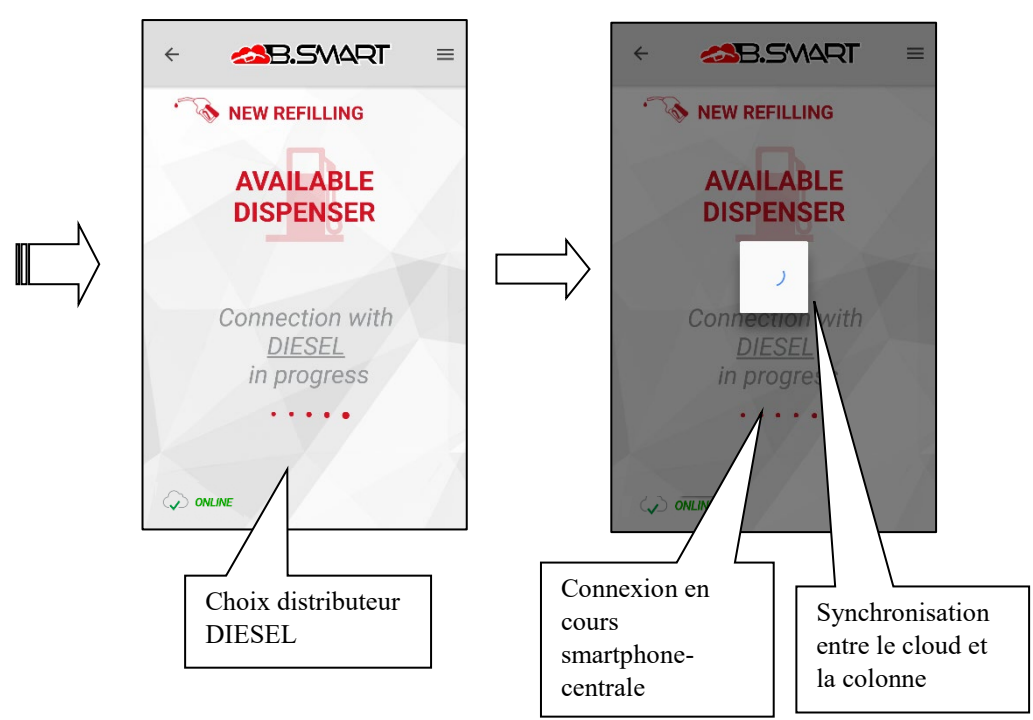 B.SMART
NEW REFILLING
AVAILABLE
DISPENSER
Connection with
DIESEL
in progress
ONLINE
Choix distributeur
DIESEL
B.SMART
NEW REFILLING
AVAILABLE
DISPENSER
Connection with
DIESEL
in progres
ONLIN
Connexion en
cours
smartphone-
centrale
Synchronisation
entre le cloud et
la colonne